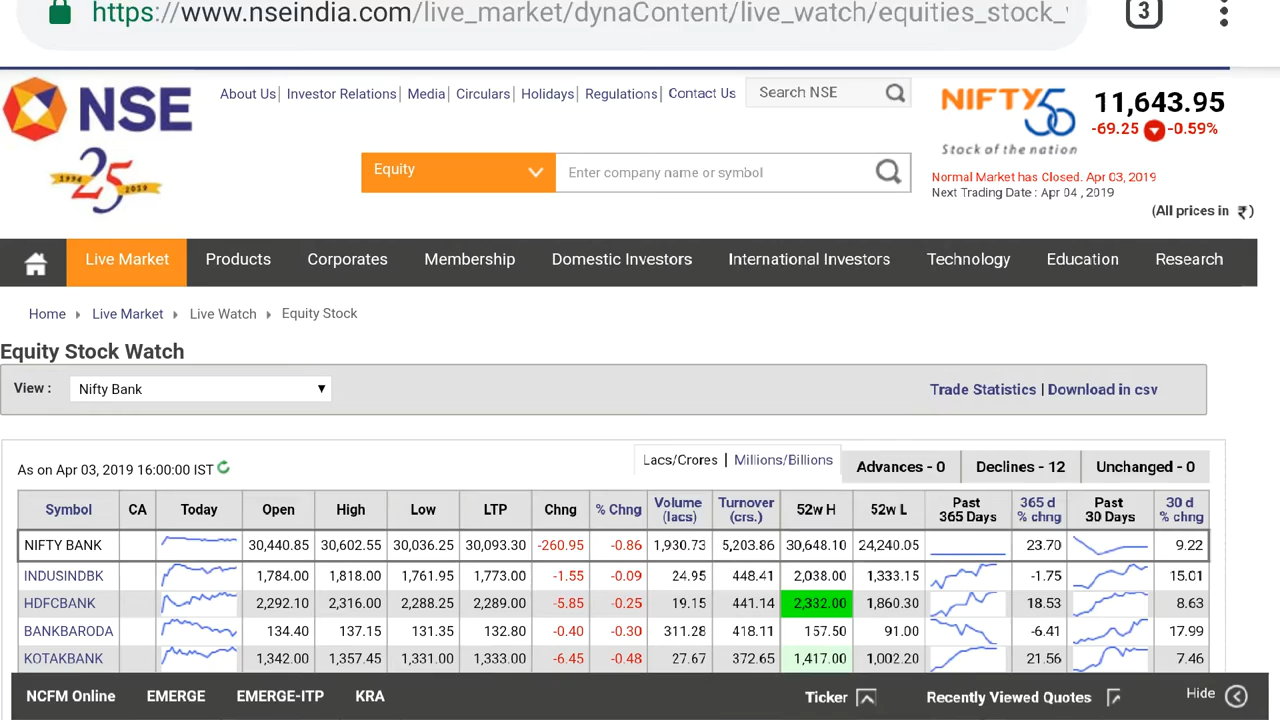 https://www.nseindia.com/live_market/dynaContent/live_watch/equities_stock_
3
NSE
1994 25 2019
About Us| Investor Relations| Media| Circulars| Holidays| Regulations| Contact Us
Search NSE
NIFTY 50
Stock of the nation
11,643.95
-69.25 -0.59%
Equity
Enter company name or symbol
Normal Market has Closed. Apr 03, 2019
Next Trading Date : Apr 04 , 2019
(All prices in ₹)
Live Market Products Corporates Membership Domestic Investors International Investors Technology Education Research
Home Live Market Live Watch Equity Stock
Equity Stock Watch
View : Nifty Bank Trade Statistics | Download in csv
As on Apr 03, 2019 16:00:00 IST Lacs/Crores | Millions/Billions Advances - 0 Declines - 12 Unchanged - 0
Symbol CA Today Open High Low LTP Chng % Chng Volume (lacs) Turnover (crs.) 52w H 52w L Past 365 Days 365 d % chng Past 30 Days 30 d % chng
NIFTY BANK 30,440.85 30,602.55 30,036.25 30,093.30 -260.95 -0.86 1,930.73 5,203.86 30,648.10 24,240.05 23.70 9.22
INDUSINDBK 1,784.00 1,818.00 1,761.95 1,773.00 -1.55 -0.09 24.95 448.41 2,038.00 1,333.15 -1.75 15.01
HDFCBANK 2,292.10 2,316.00 2,288.25 2,289.00 -5.85 -0.25 19.15 441.14 2,332.00 1,860.30 18.53 8.63
BANKBARODA 134.40 137.15 131.35 132.80 -0.40 -0.30 311.28 418.11 157.50 91.00 -6.41 17.99
KOTAKBANK 1,342.00 1,357.45 1,331.00 1,333.00 -6.45 -0.48 27.67 372.65 1,417.00 1,002.20 21.56 7.46
NCFM Online EMERGE EMERGE-ITP KRA Ticker Recently Viewed Quotes Hide